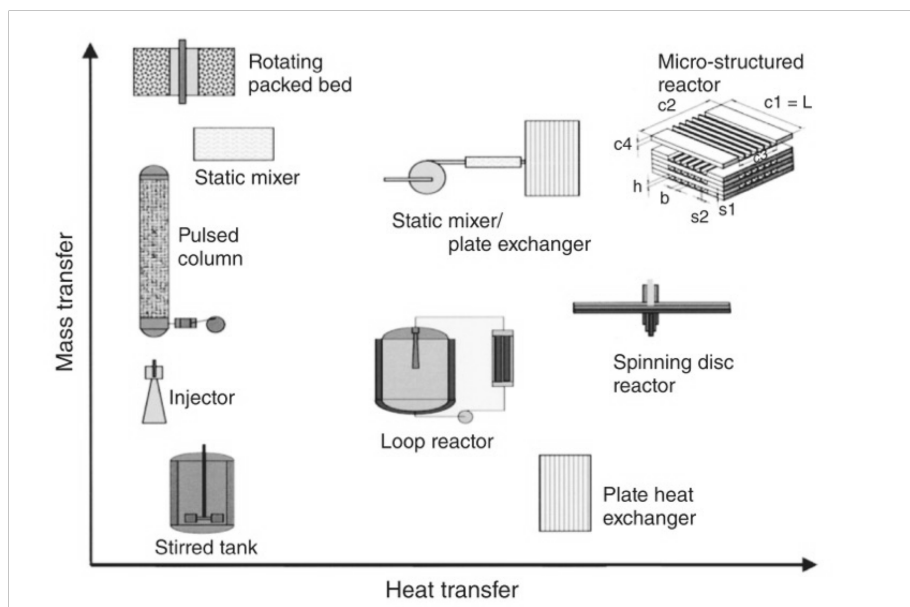 Rotating
packed bed
Static mixer
Pulsed
column
Injector
Stirred tank
Static mixer/
plate exchanger
Loop reactor
Micro-structured
reactor
c2
c1 = L
c4
c3
h
b
s2
s1
Spinning disc
reactor
Plate heat
exchanger
Mass transfer
Heat transfer